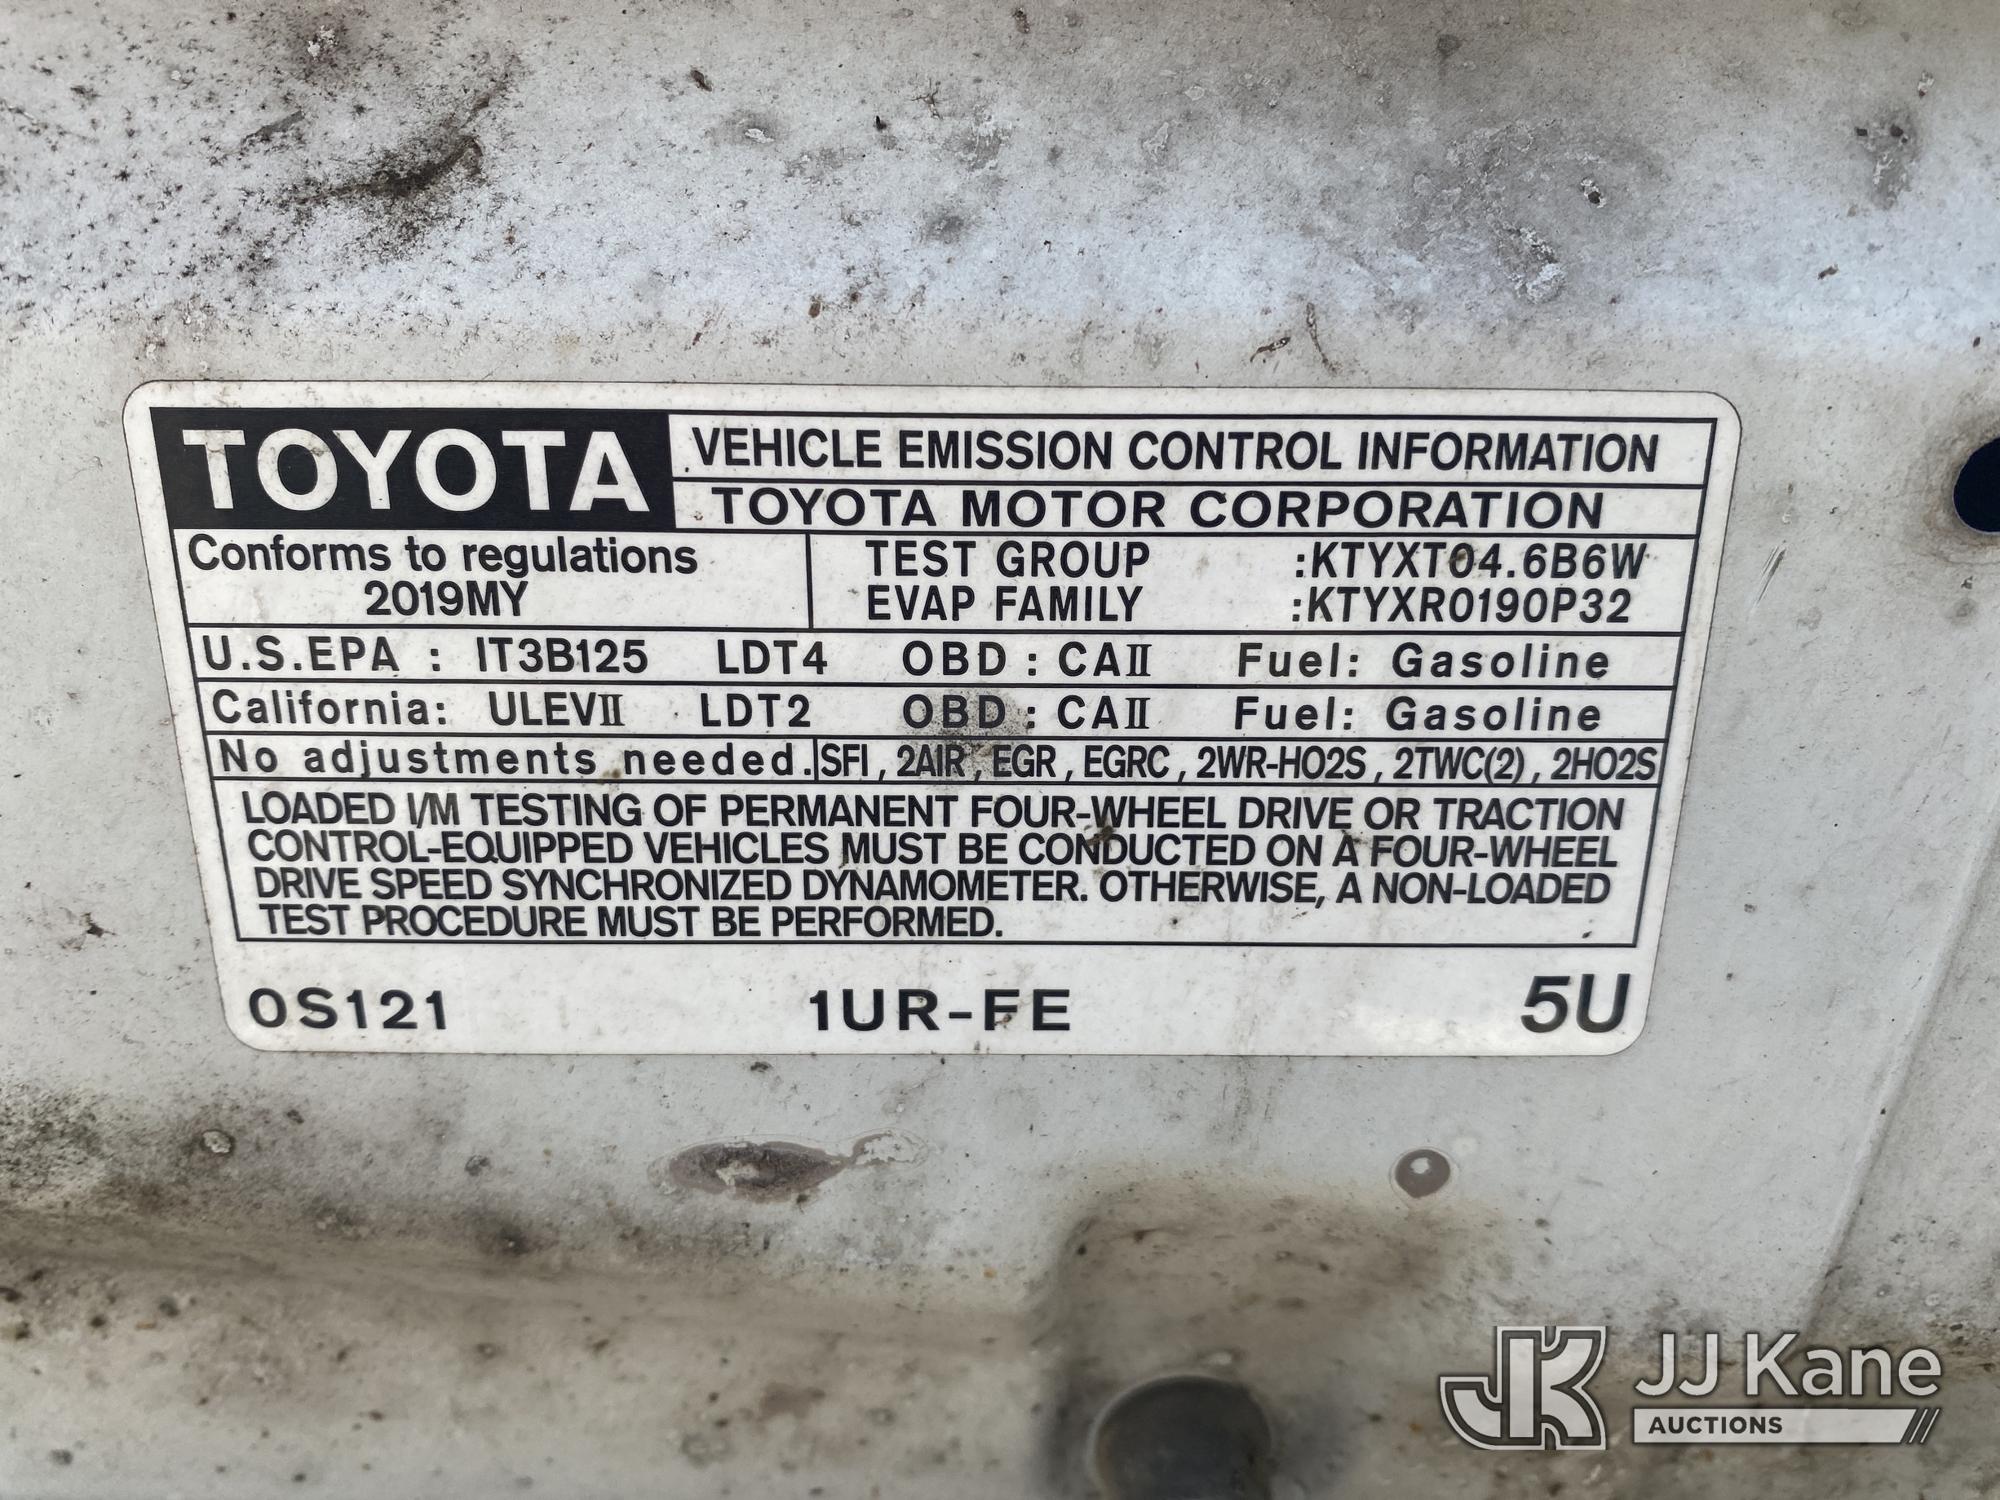 TOYOTA
VEHICLE EMISSION CONTROL INFORMATION
TOYOTA MOTOR CORPORATION
Conforms to regulations
2019MY
TEST GROUP :KTYXT04.6B6W
EVAP FAMILY :KTYXR0190P32
U.S.EPA : IT3B125 LDT4 OBD : CAⅡ Fuel: Gasoline
California: ULEVⅡ LDT2 OBD : CAⅡ Fuel: Gasoline
No adjustments needed. SFI , 2AIR , EGR , EGRC , 2WR-HO2S , 2TWC(2) , 2HO2S
LOADED I/M TESTING OF PERMANENT FOUR-WHEEL DRIVE OR TRACTION
CONTROL-EQUIPPED VEHICLES MUST BE CONDUCTED ON A FOUR-WHEEL
DRIVE SPEED SYNCHRONIZED DYNAMOMETER. OTHERWISE, A NON-LOADED
TEST PROCEDURE MUST BE PERFORMED.
0S121 1UR-FE 5U
JK JJ Kane
AUCTIONS